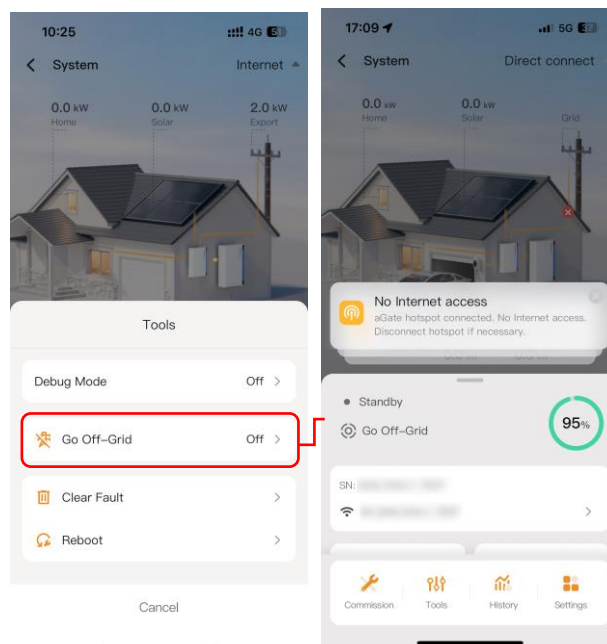 10:25
4G 5
System
Internet
0.0 kW
Home
0.0 kW
Solar
2.0 kW
Export
Tools
Debug Mode
Off
Go Off-Grid
Off
Clear Fault
Reboot
Cancel
17:09
5G
System
Direct connect
0.0 kW
Home
0.0 kW
Solar
Grid
No Internet access
aGate hotspot connected. No Internet access.
Disconnect hotspot if necessary.
Standby
Go Off-Grid
95%
SN:
Commission
Tools
History
Settings